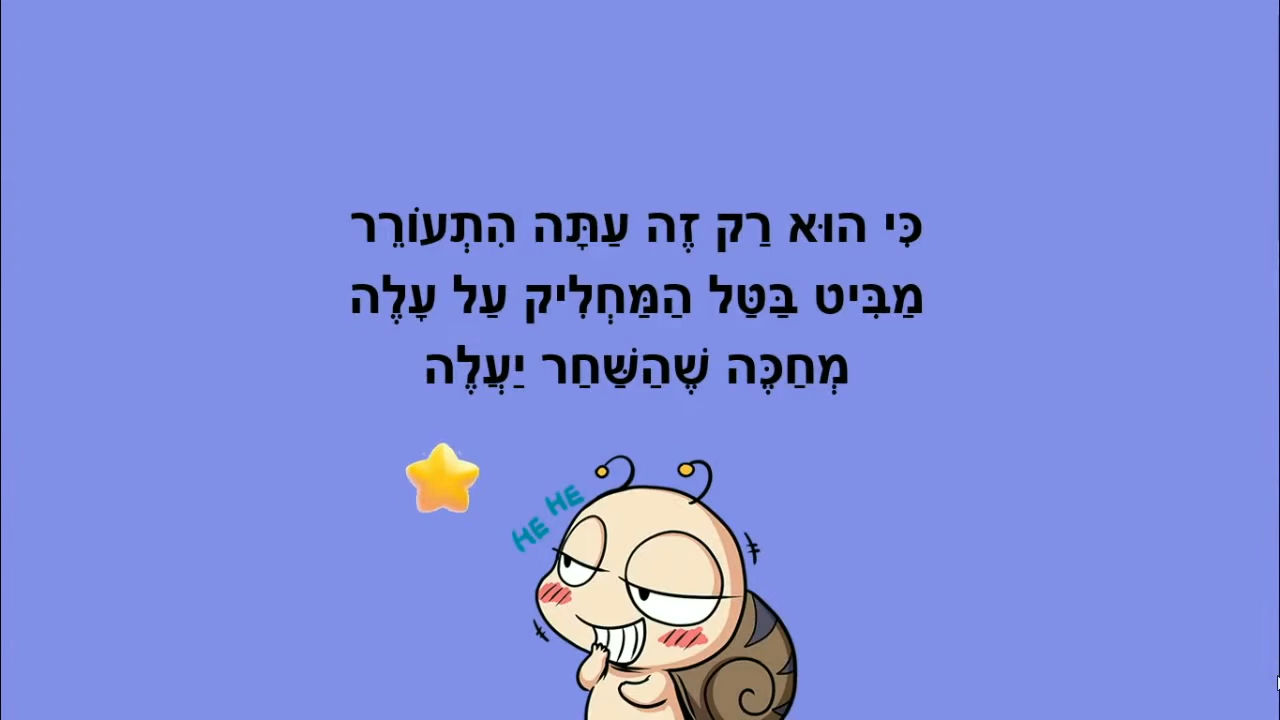 כִּי הוּא רַק זֶה עַתָּה הִתְעוֹרֵר
מַבִּיט בַּטַּל הַמַּחְלִיק עַל עָלֶה
מְחַכֶּה שֶׁהַשַּׁחַר יַעֲלֶה
HE HE